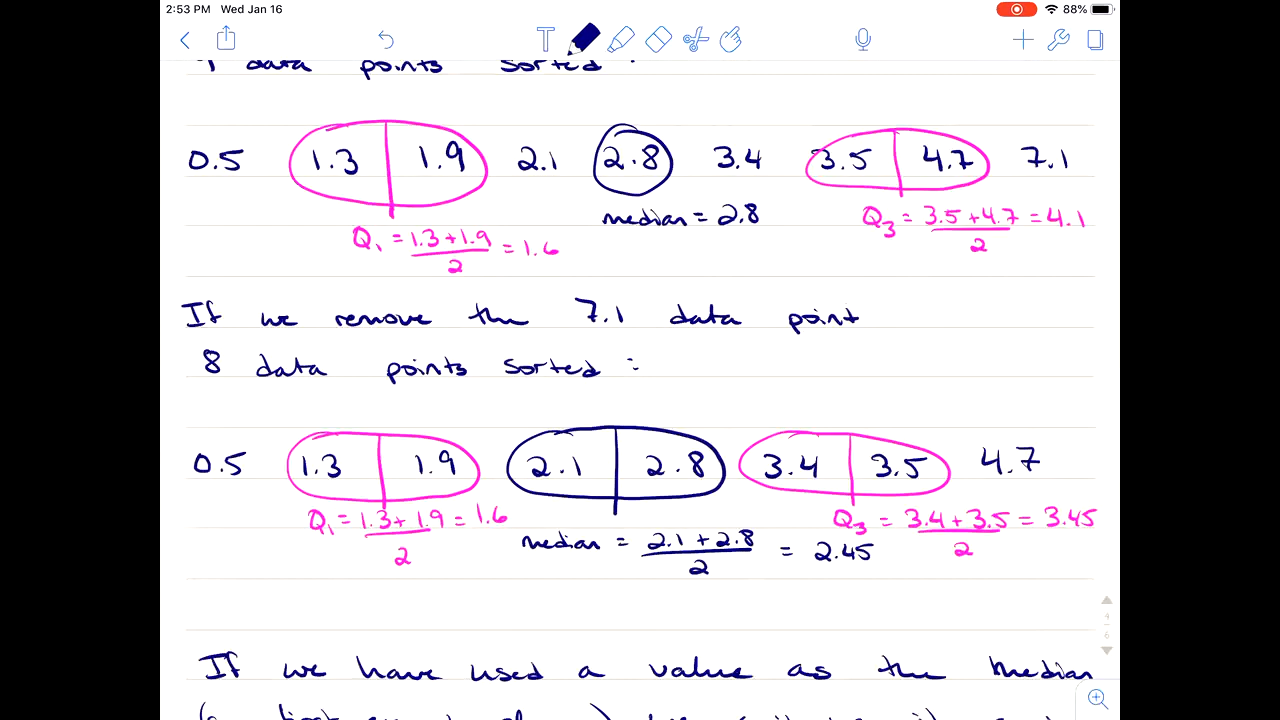 2:53 PM Wed Jan 16
88%
data points sorted :
0.5 1.3 1.9 2.1 2.8 3.4 3.5 4.7 7.1
median = 2.8
Q1 = 1.3+1.9/2 = 1.6
Q3 = 3.5+4.7/2 = 4.1
If we remove the 7.1 data point
8 data points sorted :
0.5 1.3 1.9 2.1 2.8 3.4 3.5 4.7
Q1 = 1.3+1.9/2 = 1.6
median = 2.1+2.8/2 = 2.45
Q3 = 3.4+3.5/2 = 3.45
If we have used a value as the median